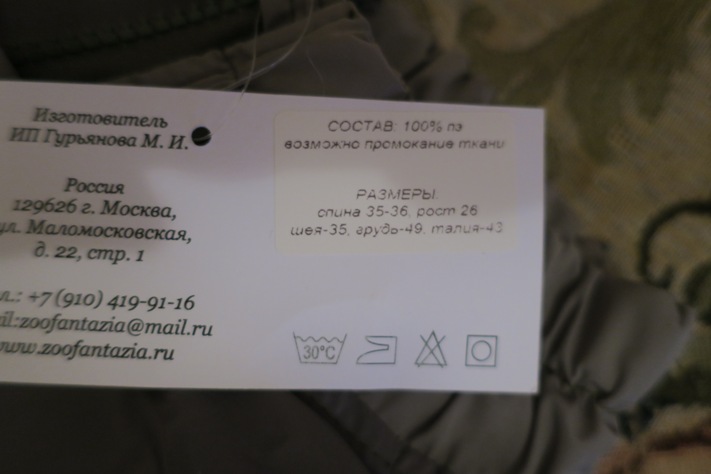 Изготовитель
ИП Гурьянова М. И.
Россия
129626 г. Москва,
ул. Маломосковская,
д. 22, стр. 1
л.: +7 (910) 419-91-16
il:zoofantazia@mail.ru
www.zoofantazia.ru
СОСТАВ: 100% пэ
возможно промокание ткани
РАЗМЕРЫ:
спина 35-36, рост 26
шея-35, грудь-49, талия-43
30°C